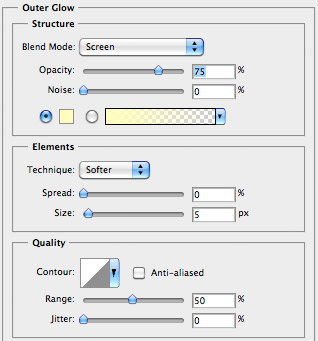 Outer Glow
Structure
Blend Mode: Screen
Opacity: 75 %
Noise: 0 %
Elements
Technique: Softer
Spread: 0 %
Size: 5 px
Quality
Contour: Anti-aliased
Range: 50 %
Jitter: 0 %